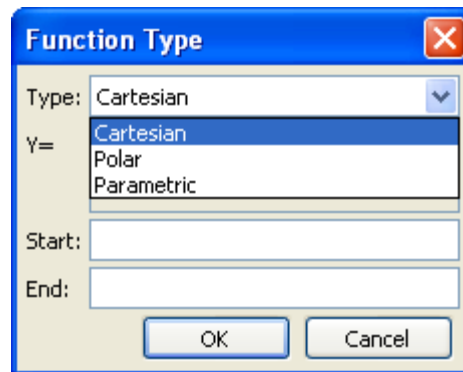 Function Type
Type: Cartesian
Y= Cartesian
Polar
Parametric
Start:
End:
OK Cancel